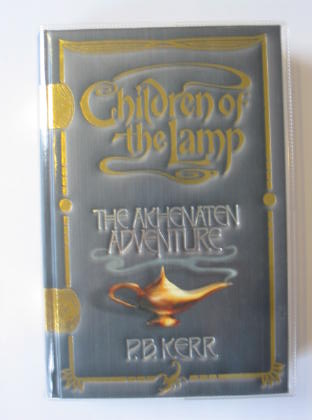 Children of
the Lamp
THE AKHENATEN
ADVENTURE
P.B. KERR